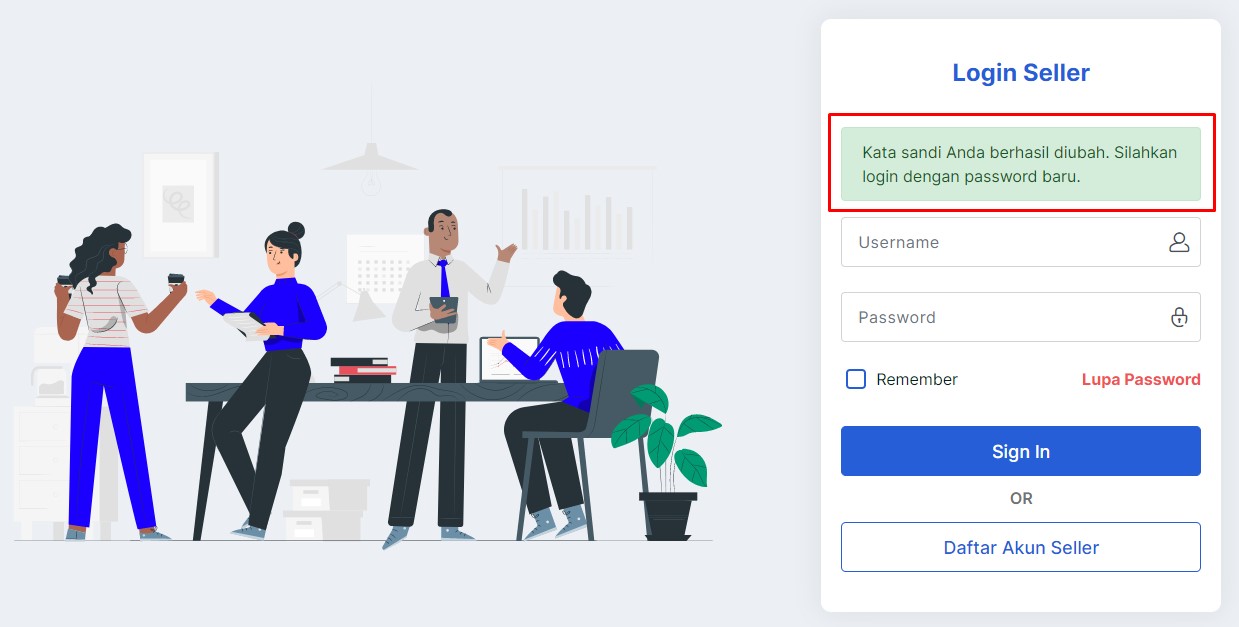 Login Seller
Kata sandi Anda berhasil diubah. Silahkan
login dengan password baru.
Username
Password
Remember
Lupa Password
Sign In
OR
Daftar Akun Seller